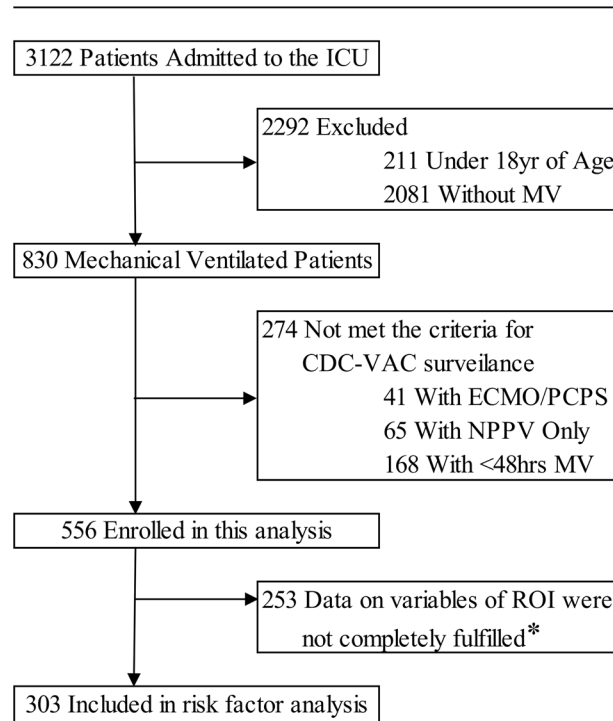 3122 Patients Admitted to the ICU
2292 Excluded
211 Under 18yr of Age
2081 Without MV
830 Mechanical Ventilated Patients
274 Not met the criteria for
CDC-VAC surveilance
41 With ECMO/PCPS
65 With NPPV Only
168 With <48hrs MV
556 Enrolled in this analysis
253 Data on variables of ROI were
not completely fulfilled*
303 Included in risk factor analysis